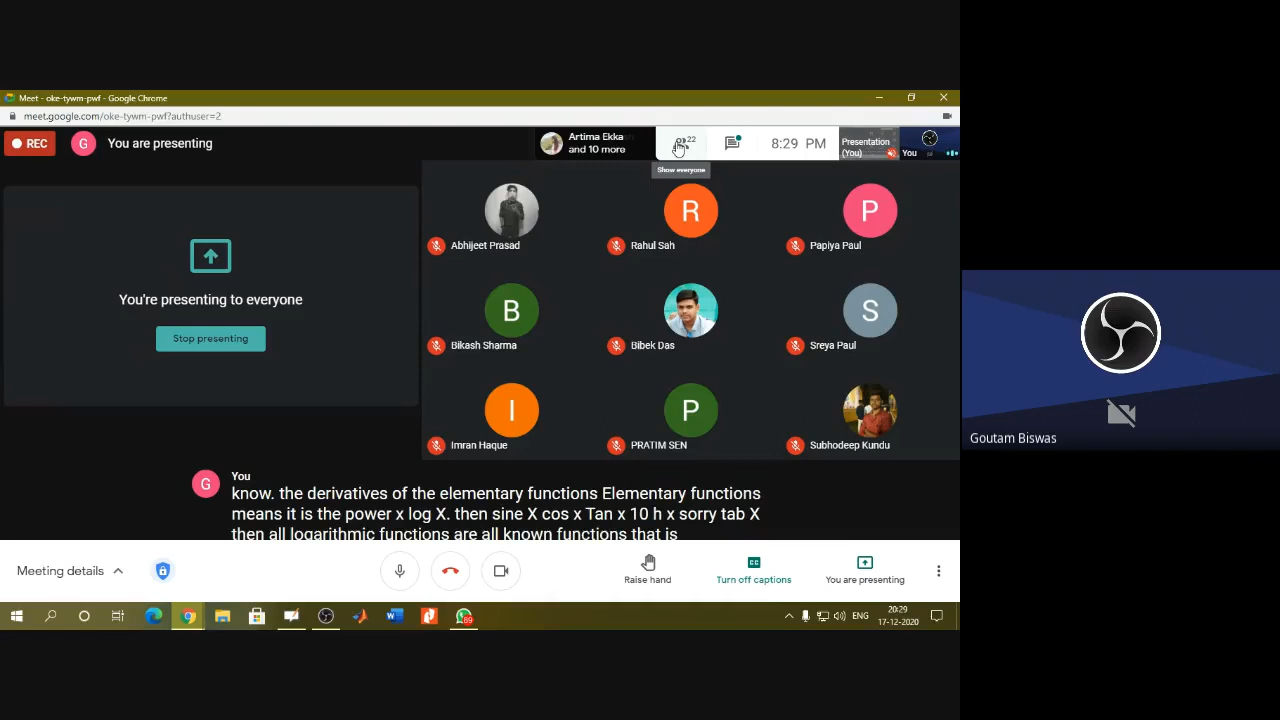 Meet - oke-tywm-pwf - Google Chrome
meet.google.com/oke-tywm-pwf?authuser=2
REC
G
You are presenting
Artima Ekka
and 10 more
22
8:29 PM
Presentation
(You)
You
Show everyone
R
P
Abhijeet Prasad
Rahul Sah
Papiya Paul
You're presenting to everyone
Stop presenting
B
S
Bikash Sharma
Bibek Das
Sreya Paul
I
P
Imran Haque
PRATIM SEN
Subhodeep Kundu
Goutam Biswas
G
You
know. the derivatives of the elementary functions Elementary functions
means it is the power x log X. then sine X cos x Tan x 10 h x sorry tab X
then all logarithmic functions are all known functions that is
Meeting details
Raise hand
CC
Turn off captions
You are presenting
W
89
ENG
20:29
17-12-2020